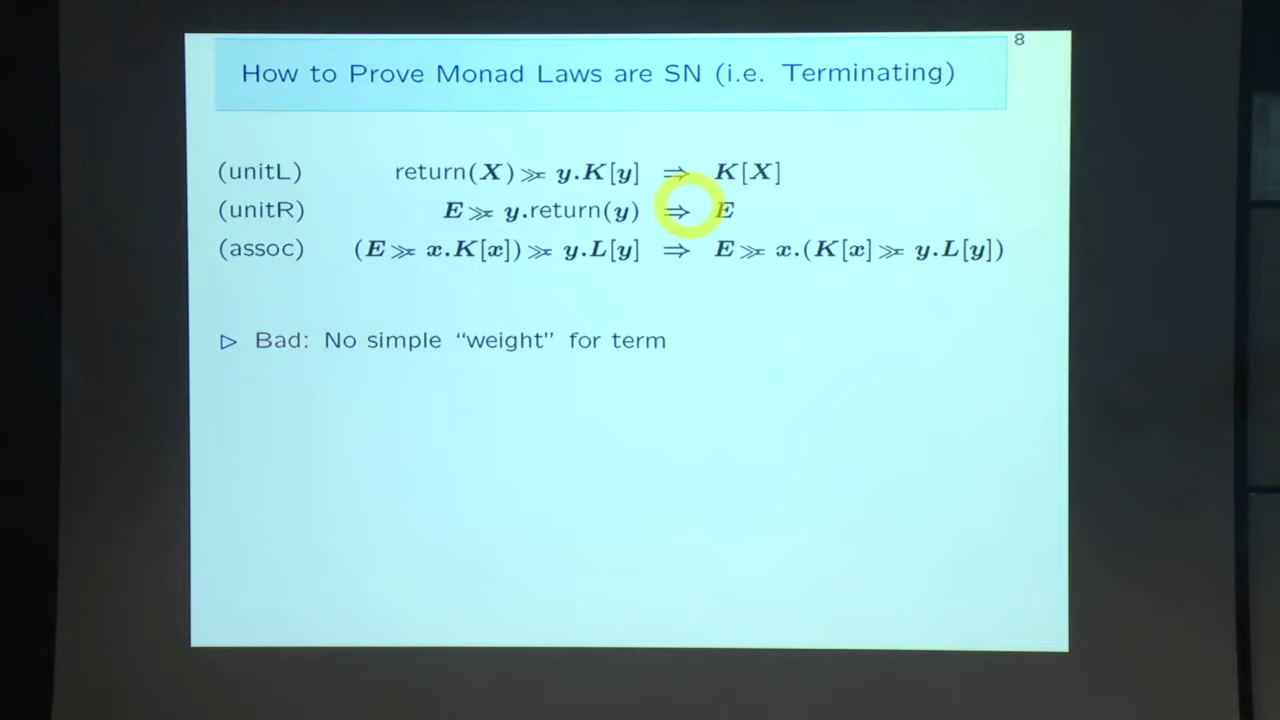 8
How to Prove Monad Laws are SN (i.e. Terminating)
(unitL) return(X) ≫= y.K[y] ⇒ K[X]
(unitR) E ≫= y.return(y) ⇒ E
(assoc) (E ≫= x.K[x]) ≫= y.L[y] ⇒ E ≫= x.(K[x] ≫= y.L[y])
▷ Bad: No simple “weight” for term